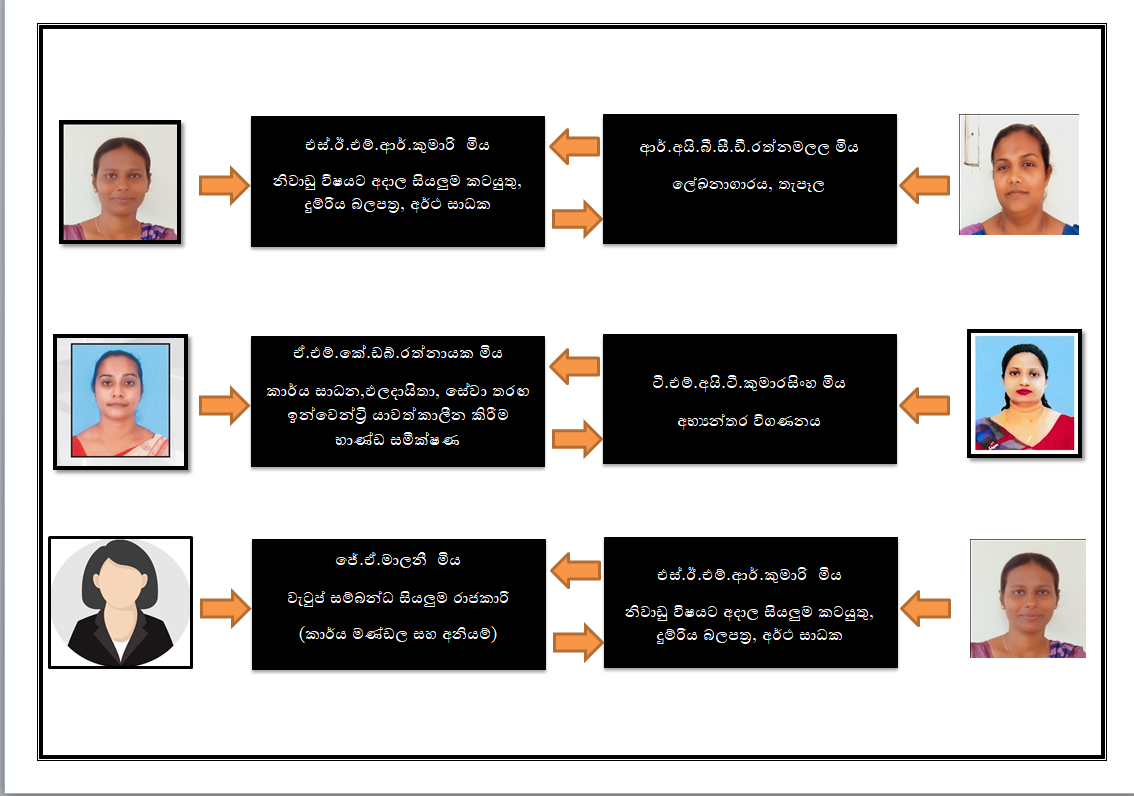 එස්.ඊ.එම්.ආර්.කුමාරි මිය
නිවාඩු විෂයට අදාල සියලුම කටයුතු,
දුම්රිය බලපත්‍ර, අර්ථ සාධක
ආර්.අයි.බී.සී.ඩී.රත්නමලල මිය
ලේඛනාගාරය, තැපෑල
ඒ.එම්.කේ.ඩබ්.රත්නායක මිය
කාර්ය සාධන,ඵලදායිතා, සේවා තරඟ
ඉන්වෙන්ට්‍රි යාවත්කාලීන කිරීම
භාණ්ඩ සමීක්ෂණ
ටී.එම්.අයි.ටී.කුමාරසිංහ මිය
අභ්‍යන්තර විගණනය
ජේ.ඒ.මාලනී මිය
වැටුප් සම්බන්ධ සියලුම රාජකාරී
(කාර්ය මණ්ඩල සහ අනියම්)
එස්.ඊ.එම්.ආර්.කුමාරි මිය
නිවාඩු විෂයට අදාල සියලුම කටයුතු,
දුම්රිය බලපත්‍ර, අර්ථ සාධක